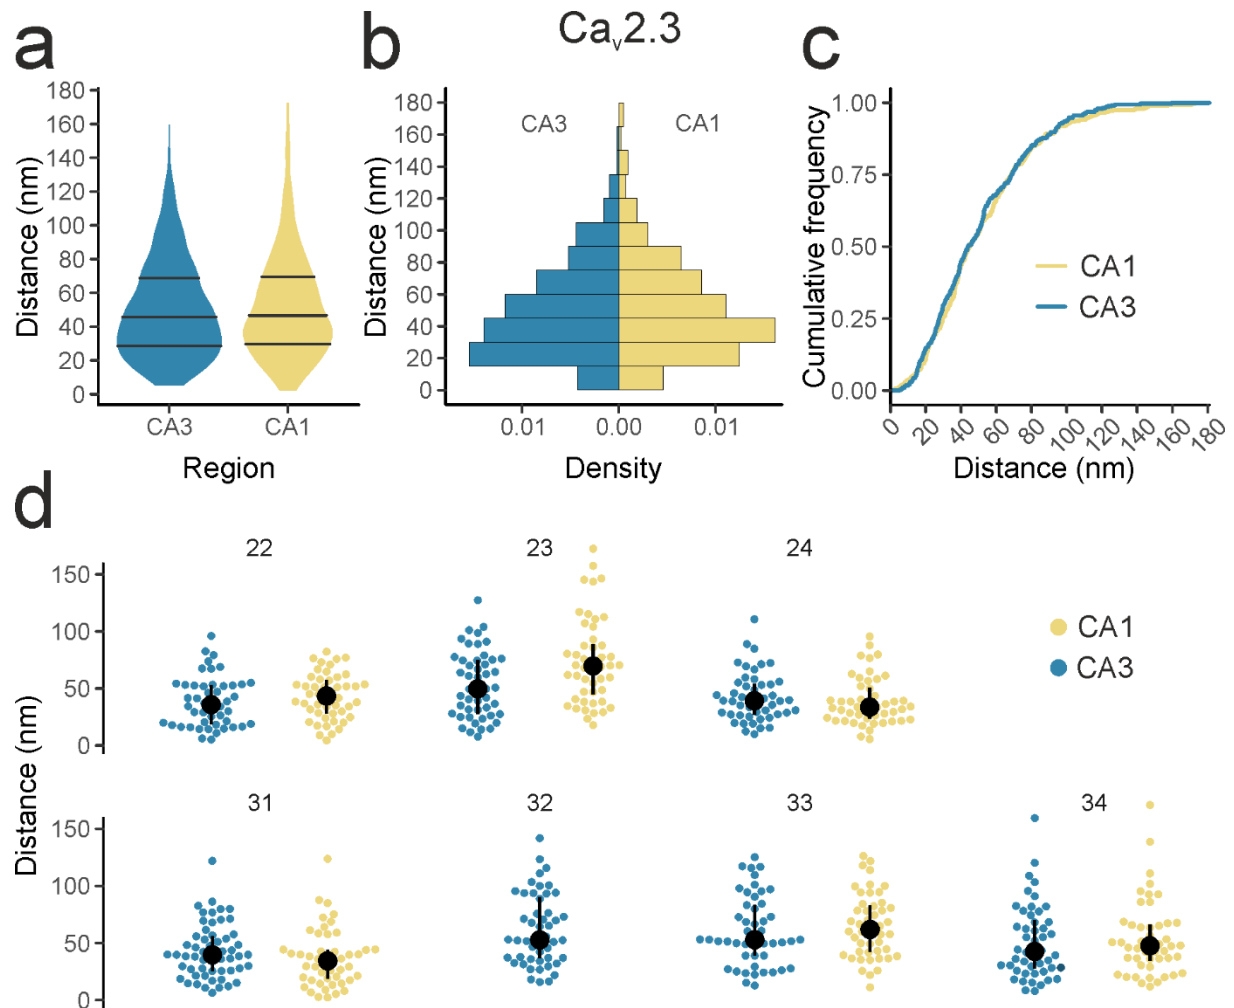 Ca_v2.3
a
180
160
140
120
100
80
60
40
20
0
Distance (nm)
CA3 CA1
Region
b
180
160
140
120
100
80
60
40
20
0
Distance (nm)
CA3 CA1
0.01 0.00 0.01
Density
c
1.00
0.75
0.50
0.25
0.00
Cumulative frequency
CA1
CA3
0 20 40 60 80 100 120 140 160 180
Distance (nm)
d
22 23 24
150
100
50
0
CA1
CA3
Distance (nm)
31 32 33 34
150
100
50
0